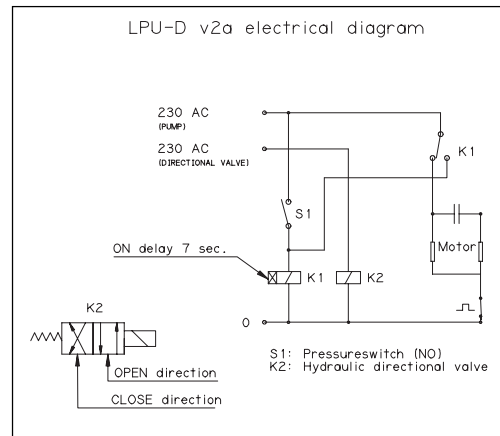 LPU-D v2a electrical diagram
230 AC
(PUMP)
230 AC
(DIRECTIONAL VALVE)
K1
S1
ON delay 7 sec.
Motor
K1
K2
K2
0
OPEN direction
CLOSE direction
S1: Pressureswitch (NO)
K2: Hydraulic directional valve